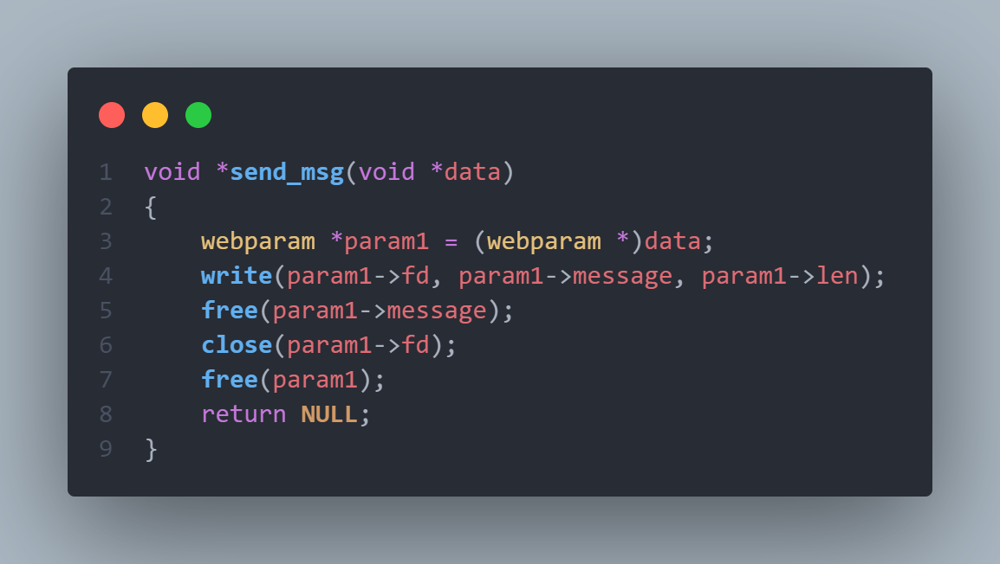 1 void *send_msg(void *data)
2 {
3     webparam *param1 = (webparam *)data;
4     write(param1->fd, param1->message, param1->len);
5     free(param1->message);
6     close(param1->fd);
7     free(param1);
8     return NULL;
9 }